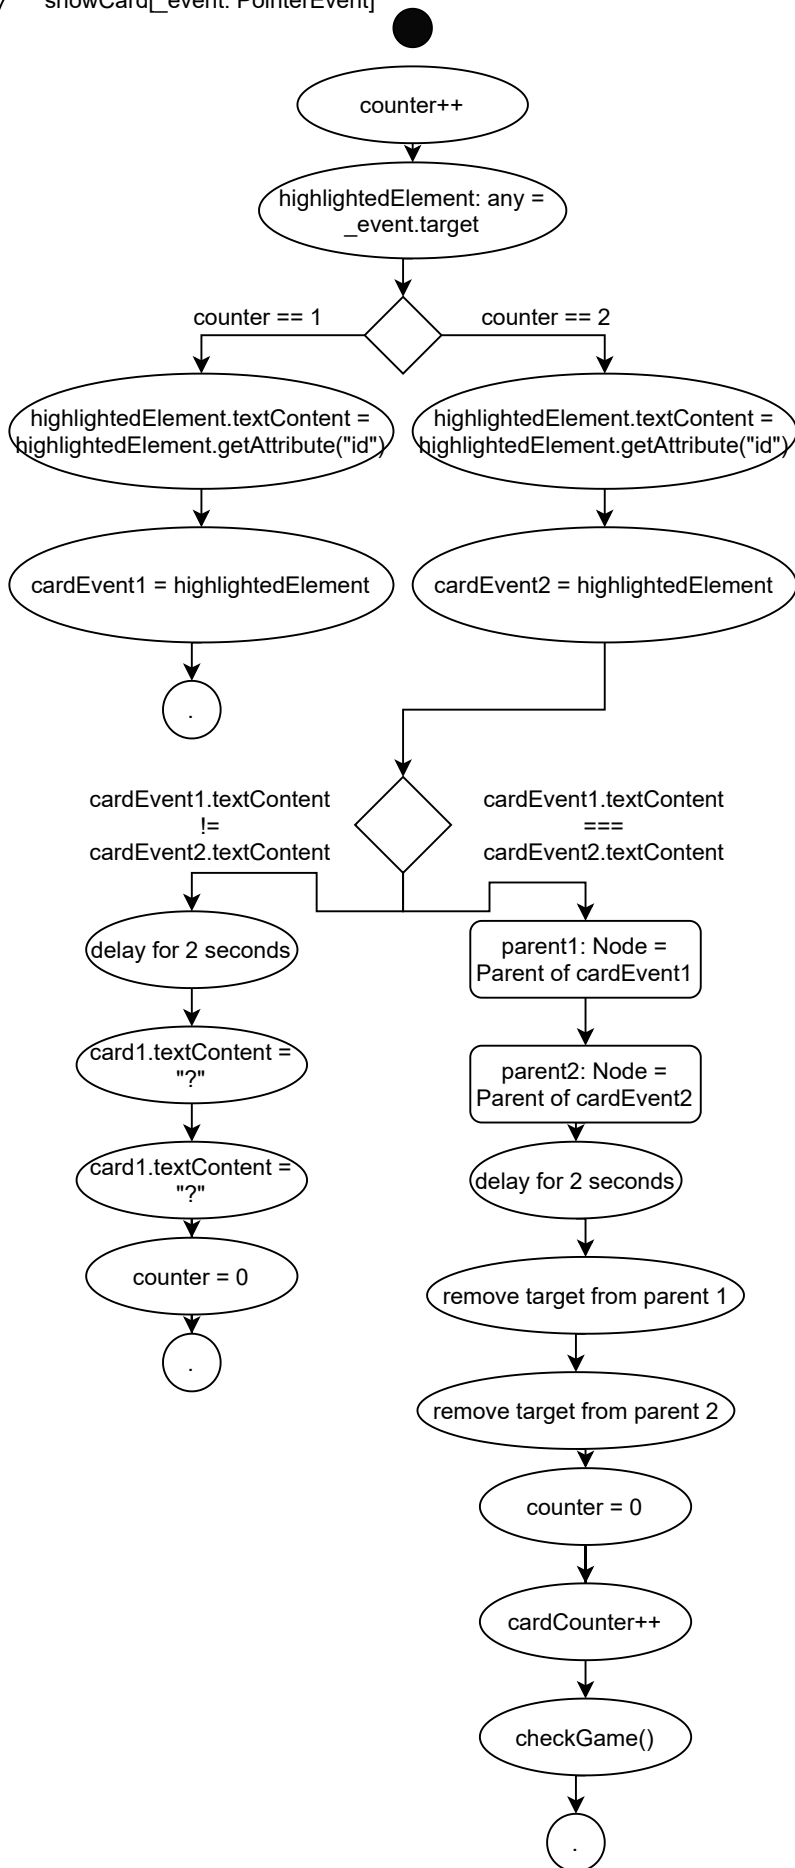 showCard[_event: PointerEvent]
counter++
highlightedElement: any =
_event.target
counter == 1
counter == 2
highlightedElement.textContent =
highlightedElement.getAttribute("id")
highlightedElement.textContent =
highlightedElement.getAttribute("id")
cardEvent1 = highlightedElement
cardEvent2 = highlightedElement
.
cardEvent1.textContent
!=
cardEvent2.textContent
cardEvent1.textContent
===
cardEvent2.textContent
delay for 2 seconds
card1.textContent =
"?"
card1.textContent =
"?"
counter = 0
.
parent1: Node =
Parent of cardEvent1
parent2: Node =
Parent of cardEvent2
delay for 2 seconds
remove target from parent 1
remove target from parent 2
counter = 0
cardCounter++
checkGame()
.